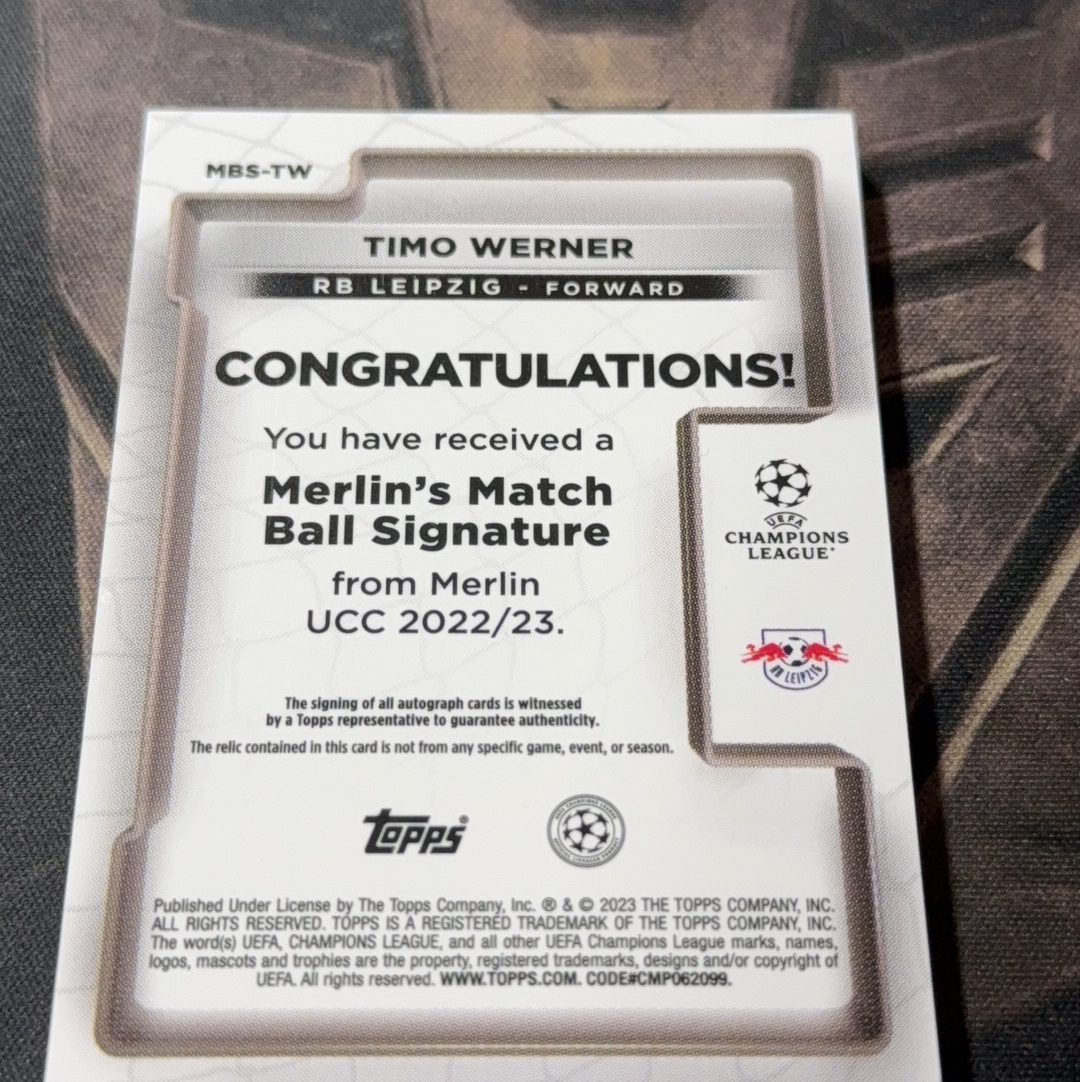 MBS-TW
TIMO WERNER
RB LEIPZIG - FORWARD
CONGRATULATIONS!
You have received a
Merlin's Match
Ball Signature
from Merlin
UCC 2022/23.
UEFA
CHAMPIONS
LEAGUE
RB LEIPZIG
The signing of all autograph cards is witnessed
by a Topps representative to guarantee authenticity.
The relic contained in this card is not from any specific game, event, or season.
topps®
Published Under License by The Topps Company, Inc. ® & © 2023 THE TOPPS COMPANY, INC.
ALL RIGHTS RESERVED. TOPPS IS A REGISTERED TRADEMARK OF THE TOPPS COMPANY, INC.
The word(s) UEFA, CHAMPIONS LEAGUE, and all other UEFA Champions League marks, names,
logos, mascots and trophies are the property, registered trademarks, designs and/or copyright of
UEFA. All rights reserved. WWW.TOPPS.COM. CODE#CMP062099.